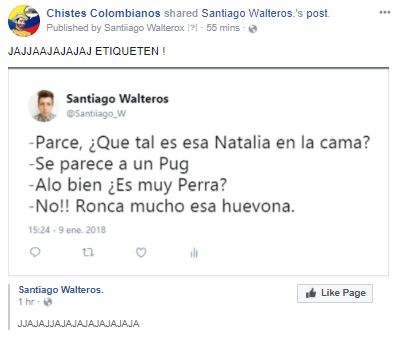 Chistes Colombianos shared Santiiago Walteros.'s post.
Published by Santiiago Walterox [?] · 55 mins ·
JAJJAAJAJAJAJ ETIQUETEN !
Santiago Walteros
@Santiiago_W
-Parce, ¿Que tal es esa Natalia en la cama?
-Se parece a un Pug
-Alo bien ¿Es muy Perra?
-No!! Ronca mucho esa huevona.
15:24 - 9 ene. 2018
Santiiago Walteros.
1 hr ·
Like Page
JJAJAJJAJAJAJAJAJAJAJA